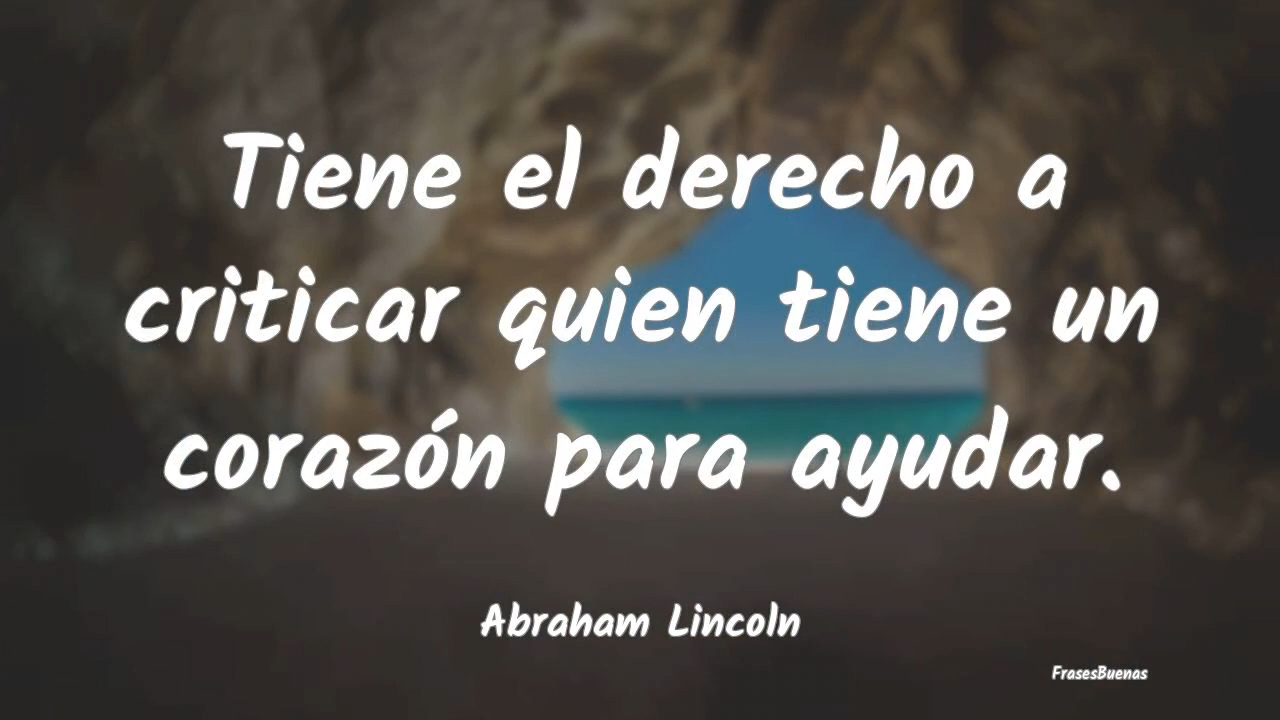 Tiene el derecho a
criticar quien tiene un
corazón para ayudar.
Abraham Lincoln
FrasesBuenas